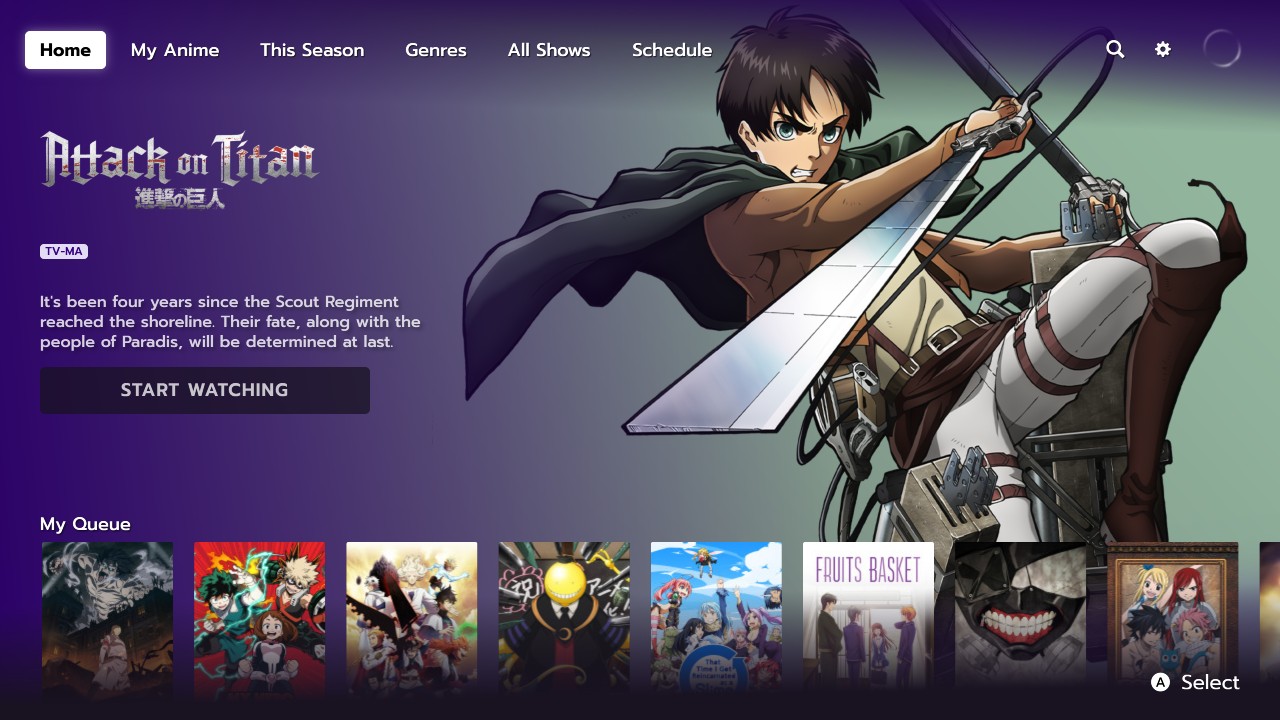 Home
My Anime
This Season
Genres
All Shows
Schedule
Attack on Titan
進撃の巨人
TV-MA
It's been four years since the Scout Regiment
reached the shoreline. Their fate, along with the
people of Paradis, will be determined at last.
START WATCHING
My Queue
祝
FRUITS BASKET
That
Time I Got
Reincarnated
A Select